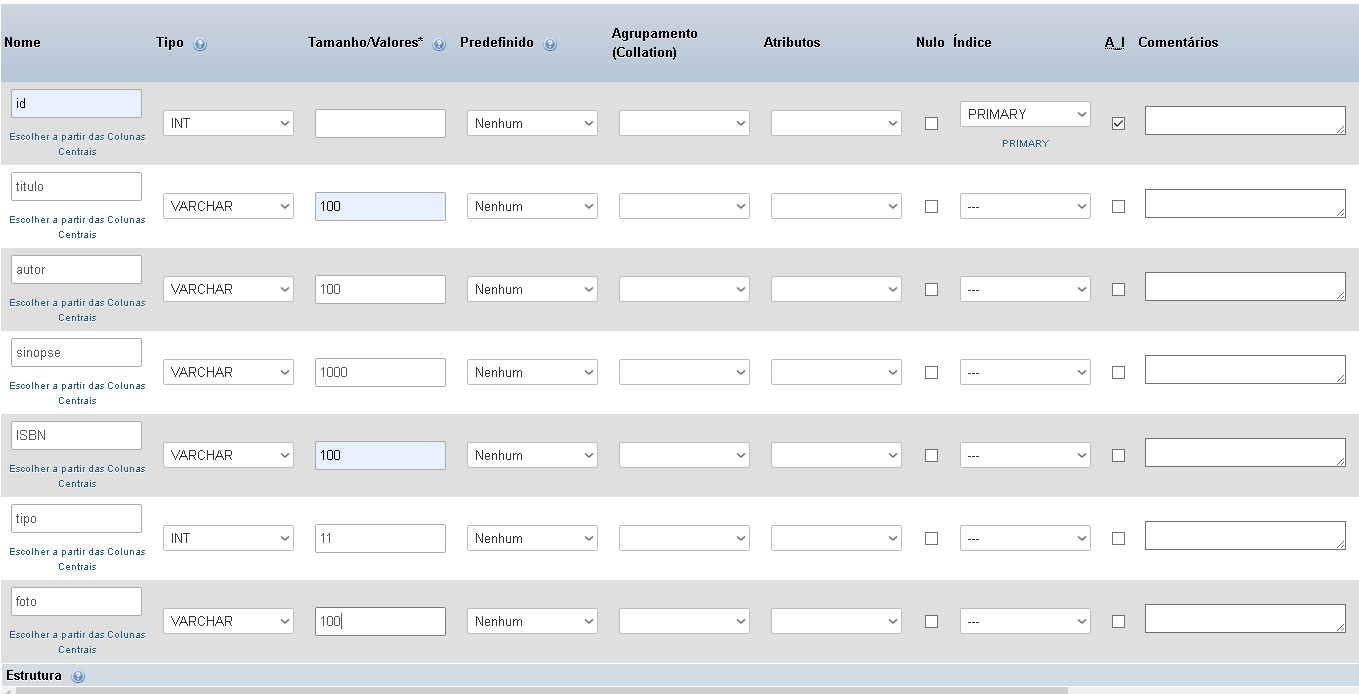 Nome Tipo Tamanho/Valores* Predefinido Agrupamento (Collation) Atributos Nulo Índice A_I Comentários
id INT Nenhum PRIMARY
Escolher a partir das Colunas
Centrais
PRIMARY
titulo VARCHAR 100 Nenhum ---
Escolher a partir das Colunas
Centrais
autor VARCHAR 100 Nenhum ---
Escolher a partir das Colunas
Centrais
sinopse VARCHAR 1000 Nenhum ---
Escolher a partir das Colunas
Centrais
ISBN VARCHAR 100 Nenhum ---
Escolher a partir das Colunas
Centrais
tipo INT 11 Nenhum ---
Escolher a partir das Colunas
Centrais
foto VARCHAR 100 Nenhum ---
Escolher a partir das Colunas
Centrais
Estrutura